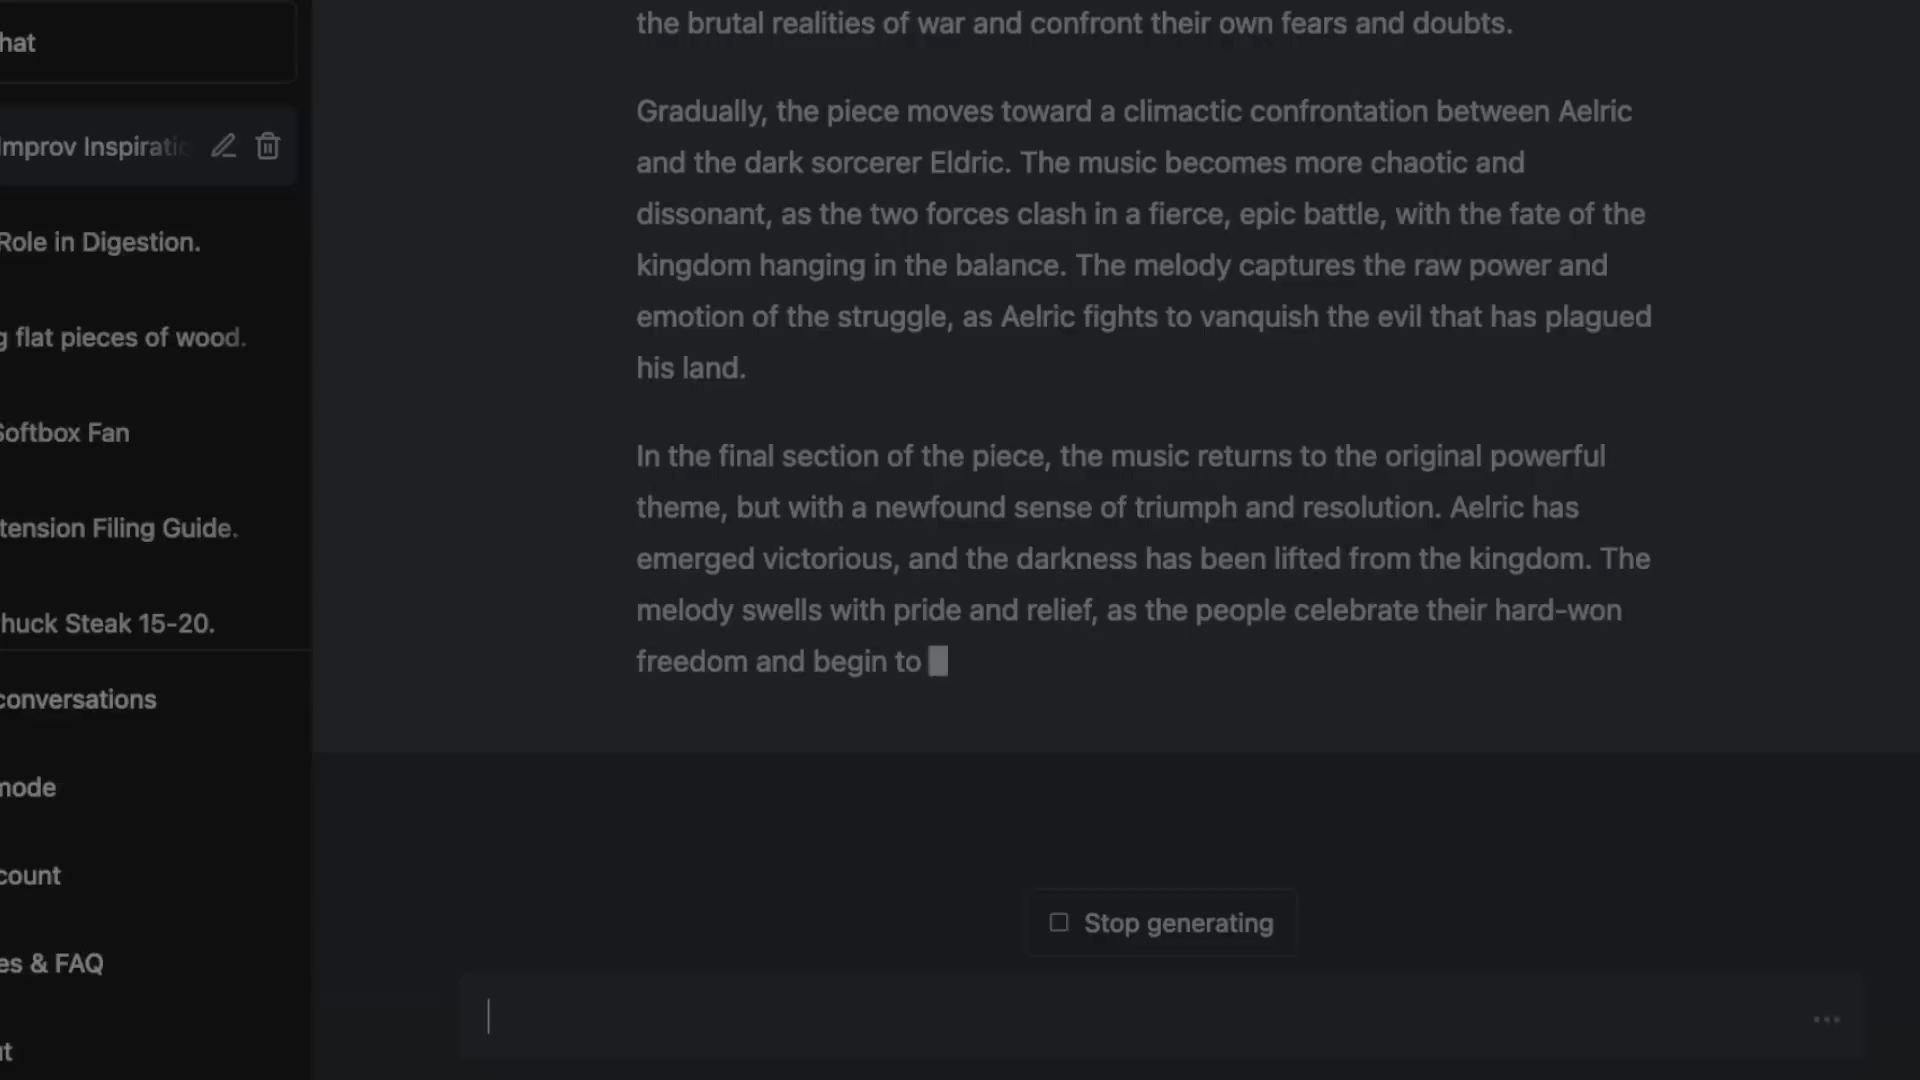 hat
Improv Inspiratio
Role in Digestion.
g flat pieces of wood.
Softbox Fan
tension Filing Guide.
huck Steak 15-20.
conversations
mode
count
es & FAQ
ut
the brutal realities of war and confront their own fears and doubts.
Gradually, the piece moves toward a climactic confrontation between Aelric
and the dark sorcerer Eldric. The music becomes more chaotic and
dissonant, as the two forces clash in a fierce, epic battle, with the fate of the
kingdom hanging in the balance. The melody captures the raw power and
emotion of the struggle, as Aelric fights to vanquish the evil that has plagued
his land.
In the final section of the piece, the music returns to the original powerful
theme, but with a newfound sense of triumph and resolution. Aelric has
emerged victorious, and the darkness has been lifted from the kingdom. The
melody swells with pride and relief, as the people celebrate their hard-won
freedom and begin to
Stop generating